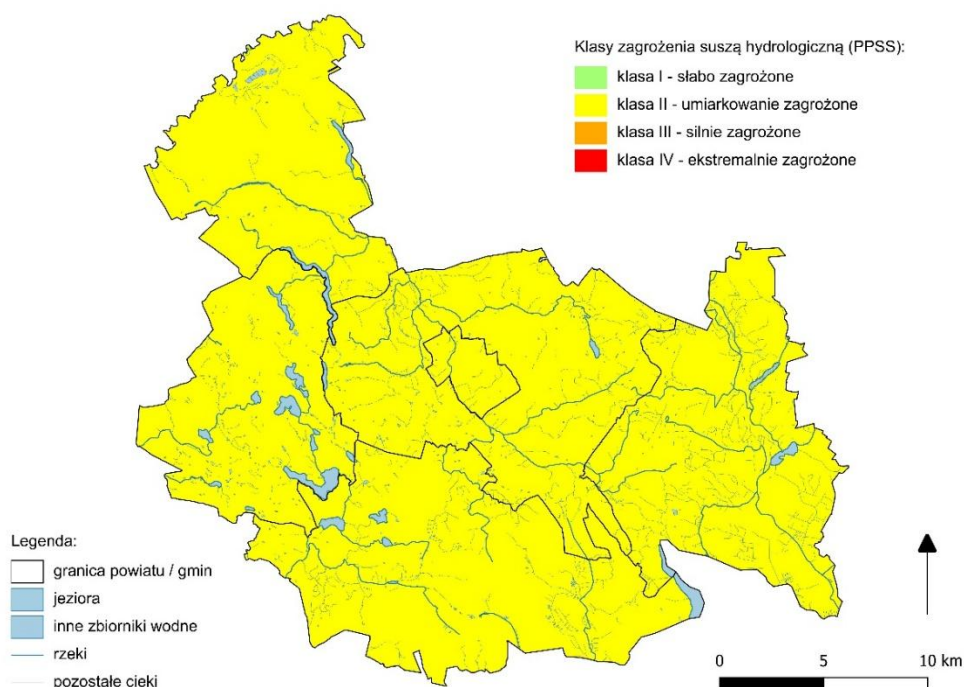 Klasy zagrożenia suszą hydrologiczną (PPSS):
klasa I - słabo zagrożone
klasa II - umiarkowanie zagrożone
klasa III - silnie zagrożone
klasa IV - ekstremalnie zagrożone
Legenda:
granica powiatu / gmin
jeziora
inne zbiorniki wodne
rzeki
pozostałe cieki
0 5 10 km